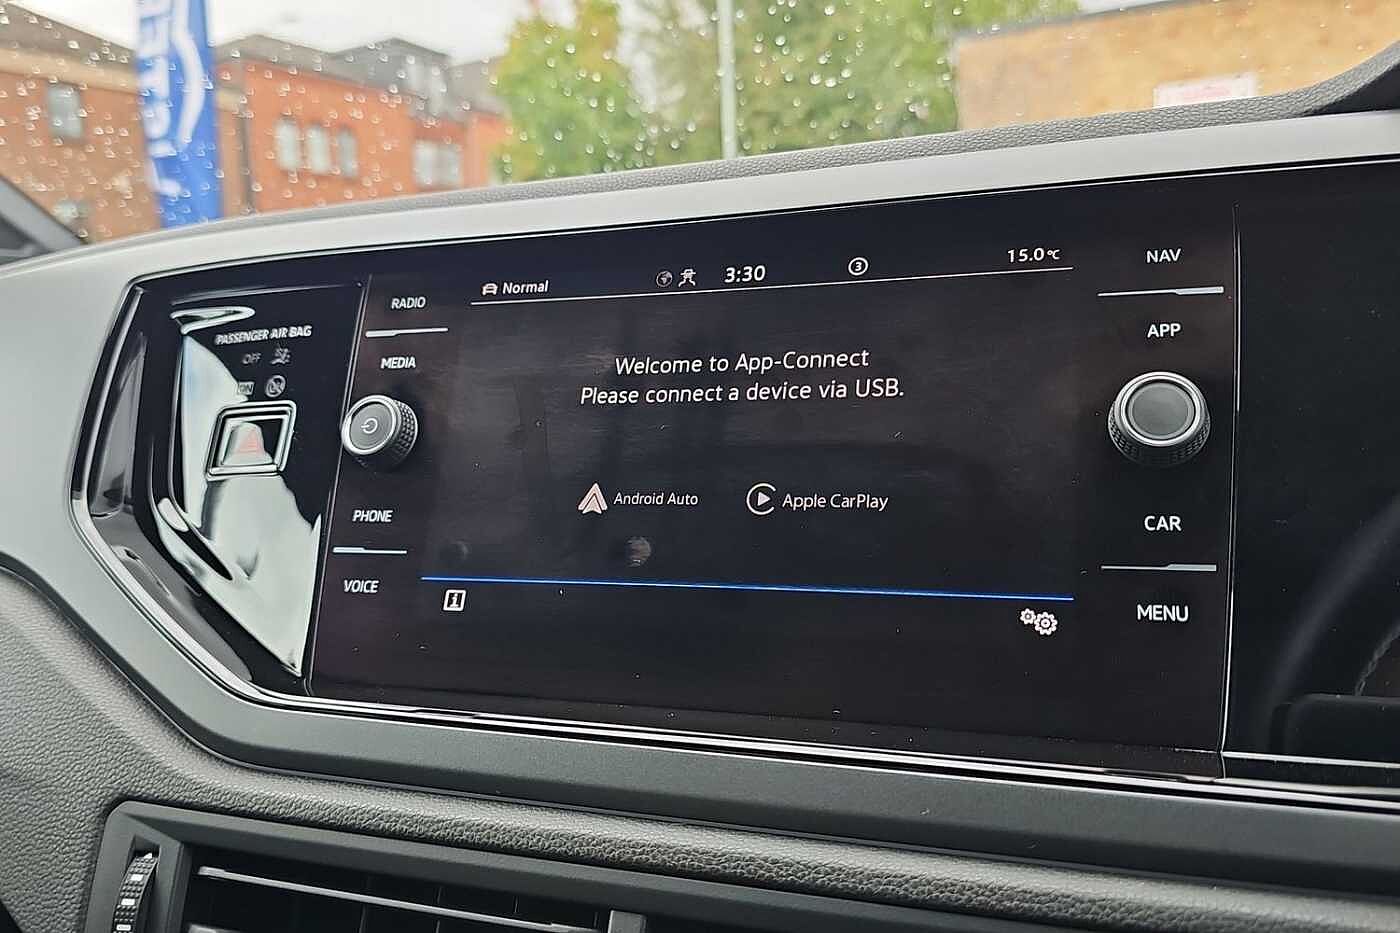 PASSENGER AIR BAG
OFF
ON
RADIO
MEDIA
PHONE
VOICE
Normal
3:30
3
15.0°C
Welcome to App-Connect
Please connect a device via USB.
Android Auto
Apple CarPlay
NAV
APP
CAR
MENU